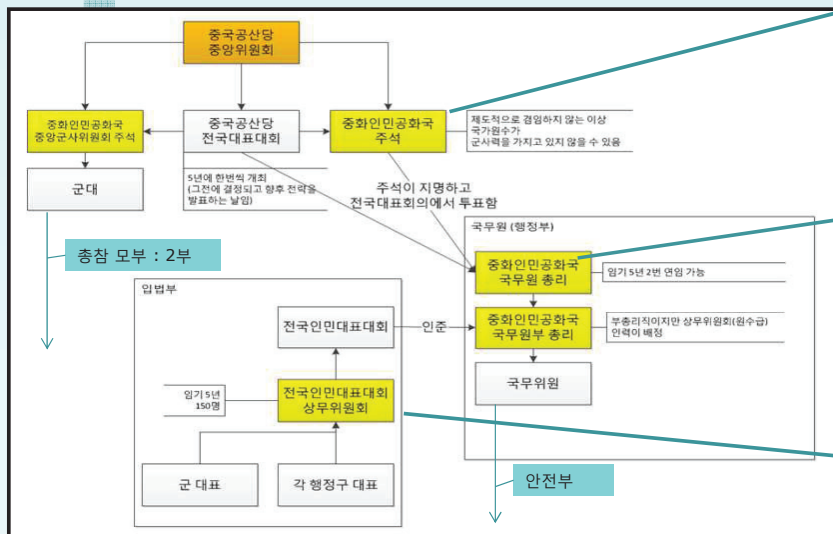 중국공산당
중앙위원회
중화인민공화국
중앙군사위원회 주석
중국공산당
전국대표대회
중화인민공화국
주석
제도적으로 겸임하지 않는 이상
국가원수가
군사력을 가지고 있지 않을 수 있음
군대
5년에 한번씩 개최
(그전에 결정되고 향후 전략을
발표하는 날임)
주석이 지명하고
전국대표회의에서 투표함
총참 모부 : 2부
국무원 (행정부)
중화인민공화국
국무원 총리
임기 5년 2번 연임 가능
입법부
전국인민대표대회
인준
중화인민공화국
국무원부 총리
부총리직이지만 상무위원회(원수급)
인력이 배정
임기 5년
150명
전국인민대표대회
상무위원회
국무위원
군 대표
각 행정구 대표
안전부